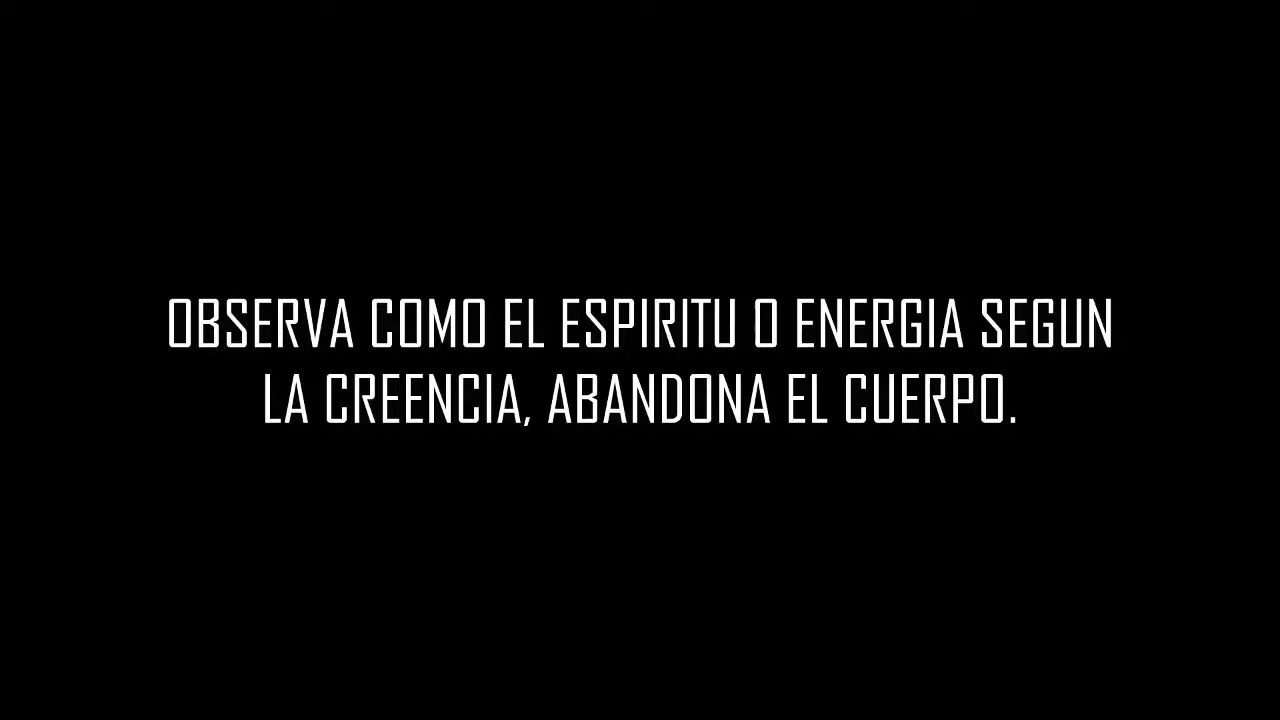 OBSERVA COMO EL ESPIRITU O ENERGIA SEGUN
LA CREENCIA, ABANDONA EL CUERPO.